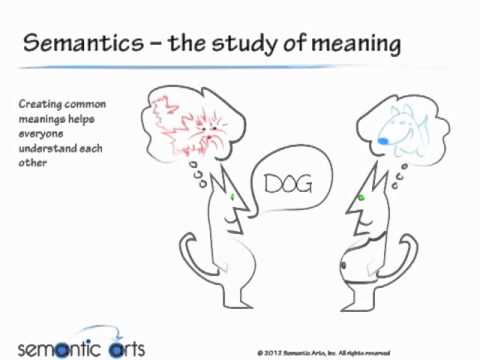 Semantics – the study of meaning
Creating common
meanings helps
everyone
understand each
other
DOG
semantic arts
© 2012 Semantic Arts, Inc. All rights reserved